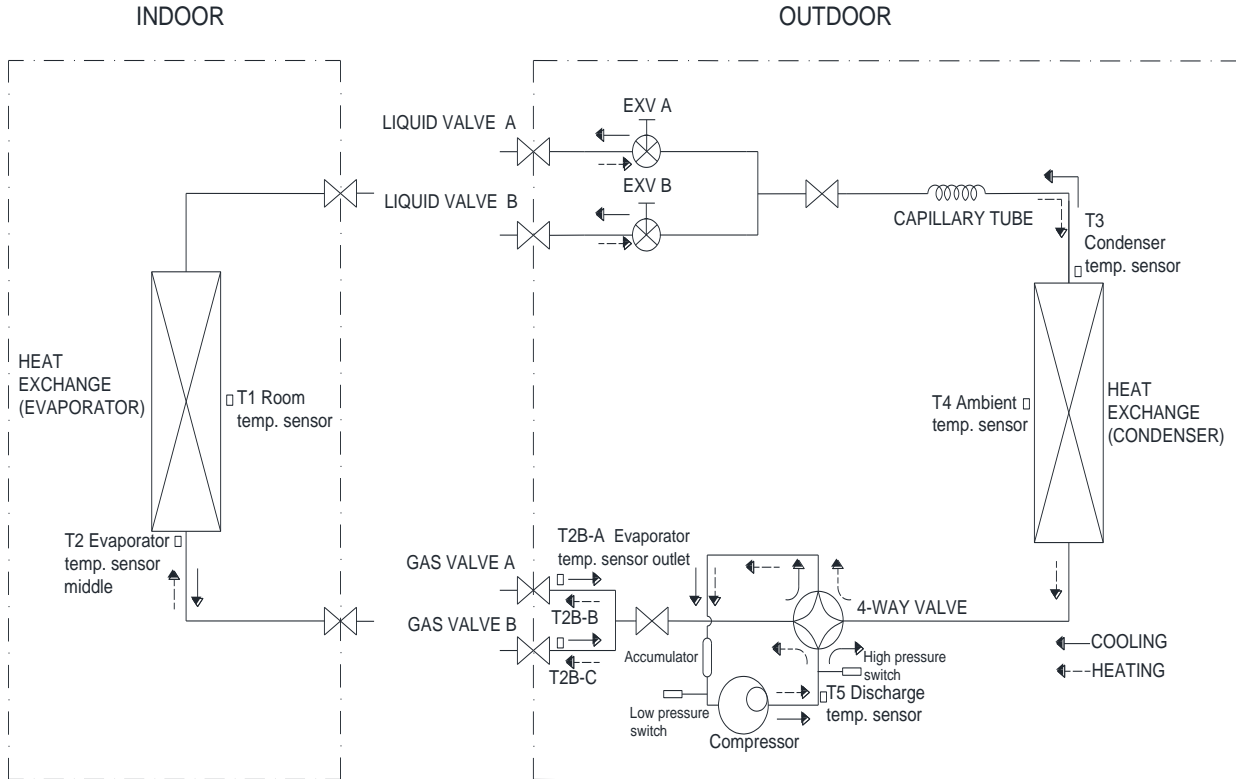 INDOOR
OUTDOOR
LIQUID VALVE A
EXV A
LIQUID VALVE B
EXV B
CAPILLARY TUBE
T3
Condenser
temp. sensor
HEAT
EXCHANGE
(EVAPORATOR)
T1 Room
temp. sensor
T4 Ambient
temp. sensor
HEAT
EXCHANGE
(CONDENSER)
T2 Evaporator
temp. sensor
middle
T2B-A Evaporator
temp. sensor outlet
GAS VALVE A
T2B-B
GAS VALVE B
T2B-C
4-WAY VALVE
Accumulator
High pressure
switch
Low pressure
switch
T5 Discharge
temp. sensor
Compressor
COOLING
HEATING